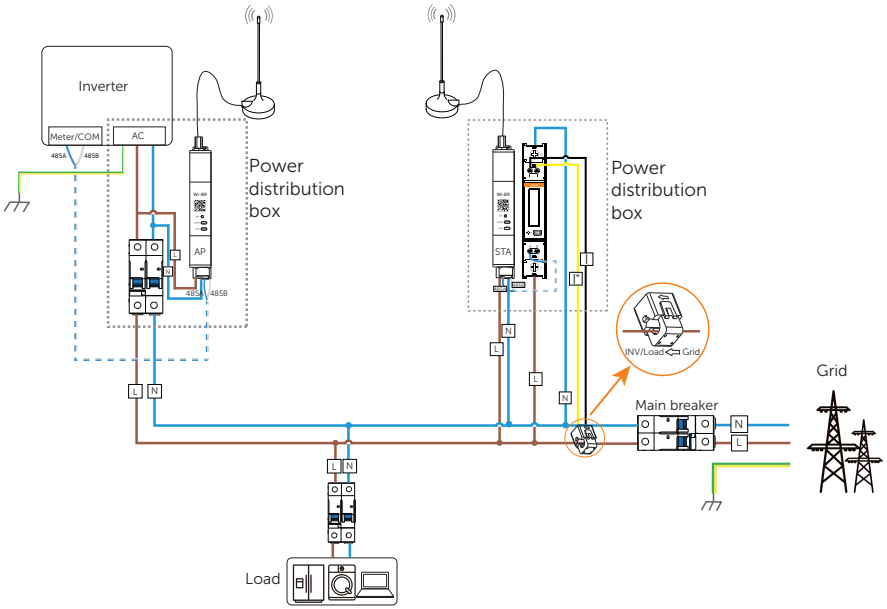 Inverter
Meter/COM
AC
485A
485B
Power
distribution
box
Wi-BR
AP
L
N
485A
485B
Power
distribution
box
Wi-BR
STA
I*
L
N
L
N
INV/Load
Grid
Grid
Main breaker
N
L
L
N
L
N
Load